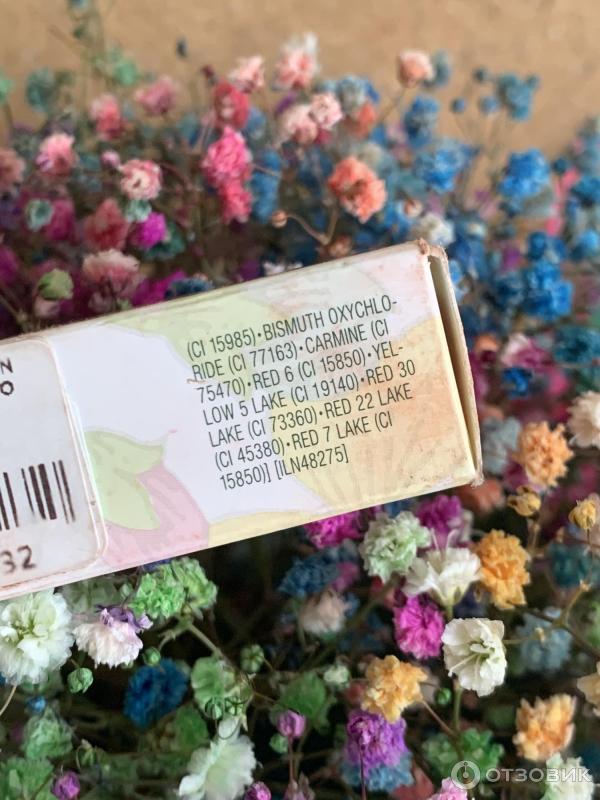 (CI 15985)•BISMUTH OXYCHLO-
RIDE (CI 77163)•CARMINE (CI
75470)•RED 6 (CI 15850)•YEL-
LOW 5 LAKE (CI 19140)•RED 30
LAKE (CI 73360)•RED 22 LAKE
(CI 45380)•RED 7 LAKE (CI
15850)] [ILN48275]
N
O
32
ОТЗОВИК